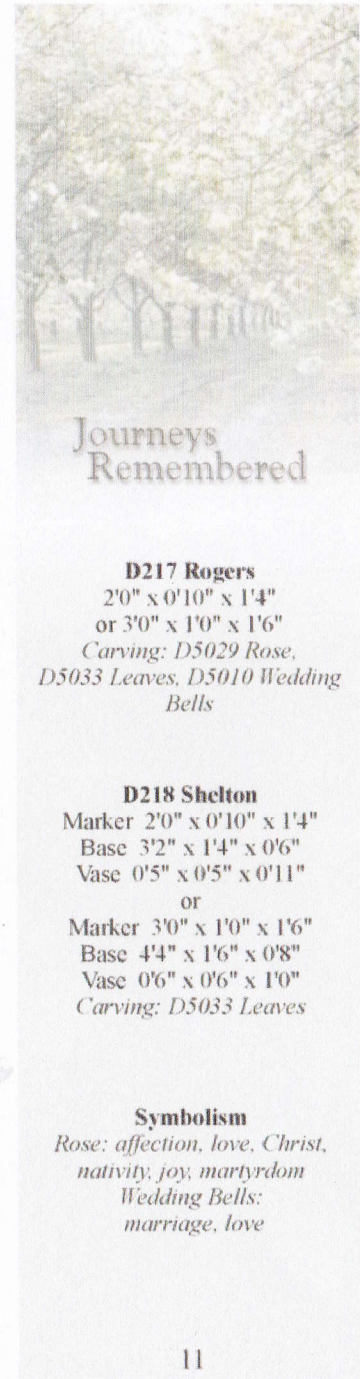 Journeys
Remembered
D217 Rogers
2'0" x 0'10" x 1'4"
or 3'0" x 1'0" x 1'6"
Carving: D5029 Rose,
D5033 Leaves, D5010 Wedding
Bells
D218 Shelton
Marker 2'0" x 0'10" x 1'4"
Base 3'2" x 1'4" x 0'6"
Vase 0'5" x 0'5" x 0'11"
or
Marker 3'0" x 1'0" x 1'6"
Base 4'4" x 1'6" x 0'8"
Vase 0'6" x 0'6" x 1'0"
Carving: D5033 Leaves
Symbolism
Rose: affection, love, Christ,
nativity, joy, martyrdom
Wedding Bells:
marriage, love
11